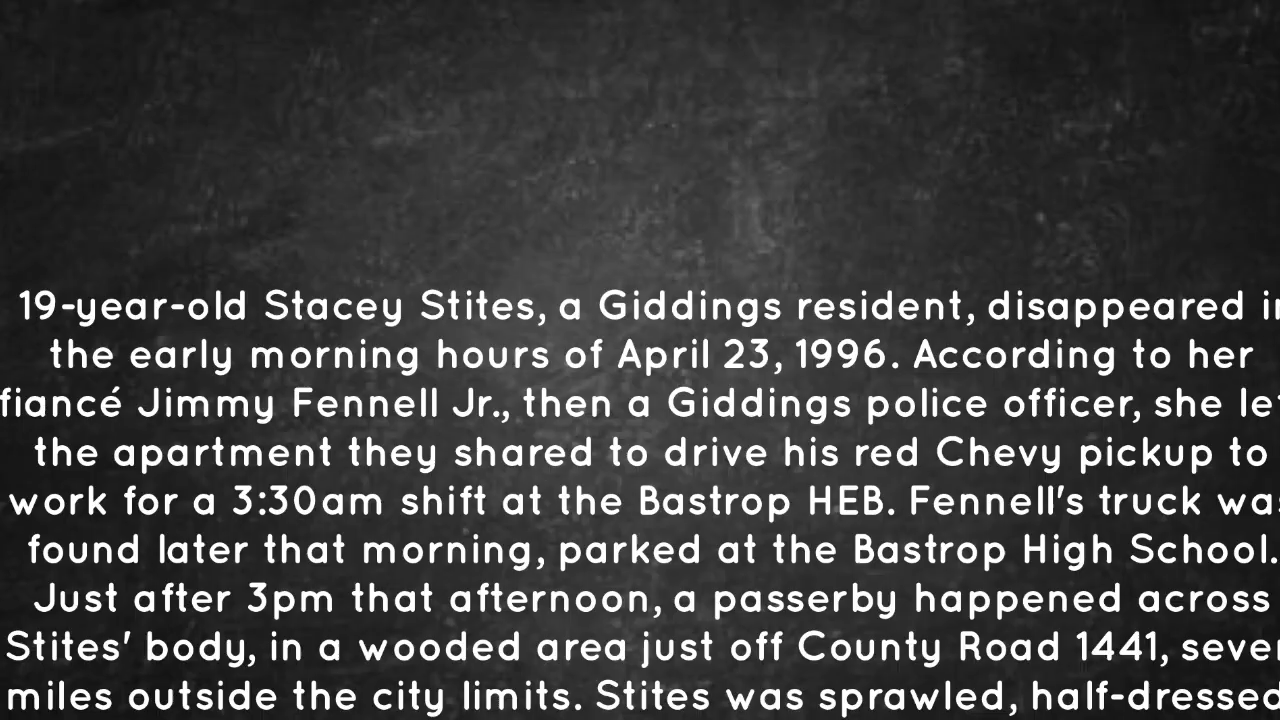 19-year-old Stacey Stites, a Giddings resident, disappeared in
the early morning hours of April 23, 1996. According to her
fiancé Jimmy Fennell Jr., then a Giddings police officer, she left
the apartment they shared to drive his red Chevy pickup to
work for a 3:30am shift at the Bastrop HEB. Fennell's truck was
found later that morning, parked at the Bastrop High School.
Just after 3pm that afternoon, a passerby happened across
Stites' body, in a wooded area just off County Road 1441,
miles outside the city limits. Stites was sprawled, half-dressed